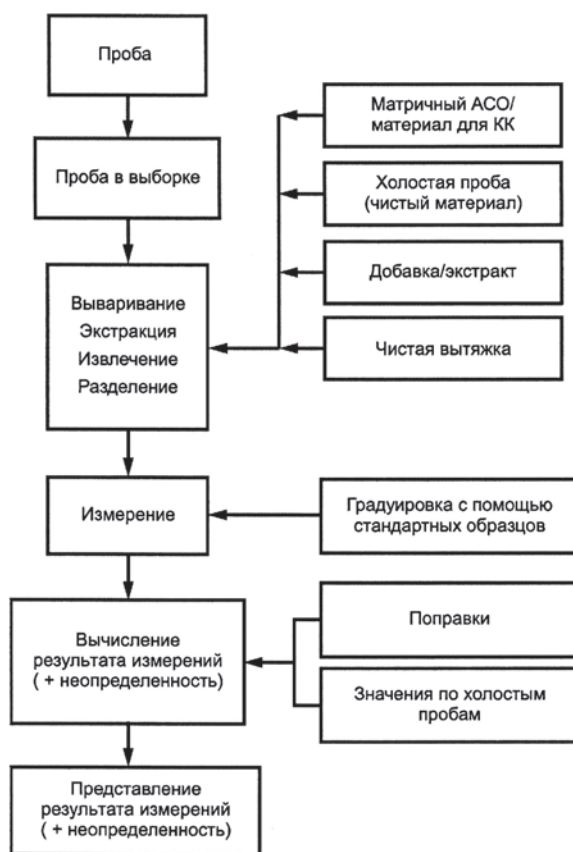 Проба
Проба в выборке
Вываривание
Экстракция
Извлечение
Разделение
Измерение
Вычисление
результата измерений
( + неопределенность)
Представление
результата измерений
( + неопределенность)
Матричный АСО/
материал для КК
Холостая проба
(чистый материал)
Добавка/экстракт
Чистая вытяжка
Градуировка с помощью
стандартных образцов
Поправки
Значения по холостым
пробам